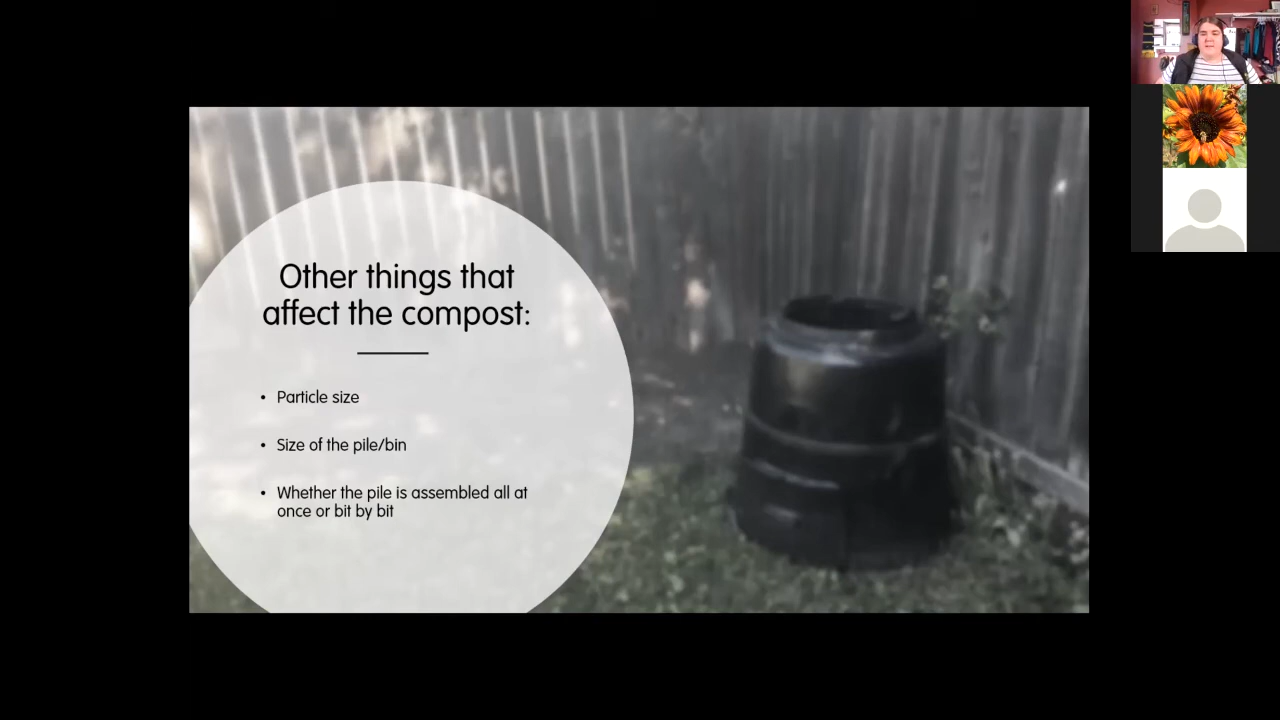 Other things that
affect the compost:
• Particle size
• Size of the pile/bin
• Whether the pile is assembled all at
once or bit by bit